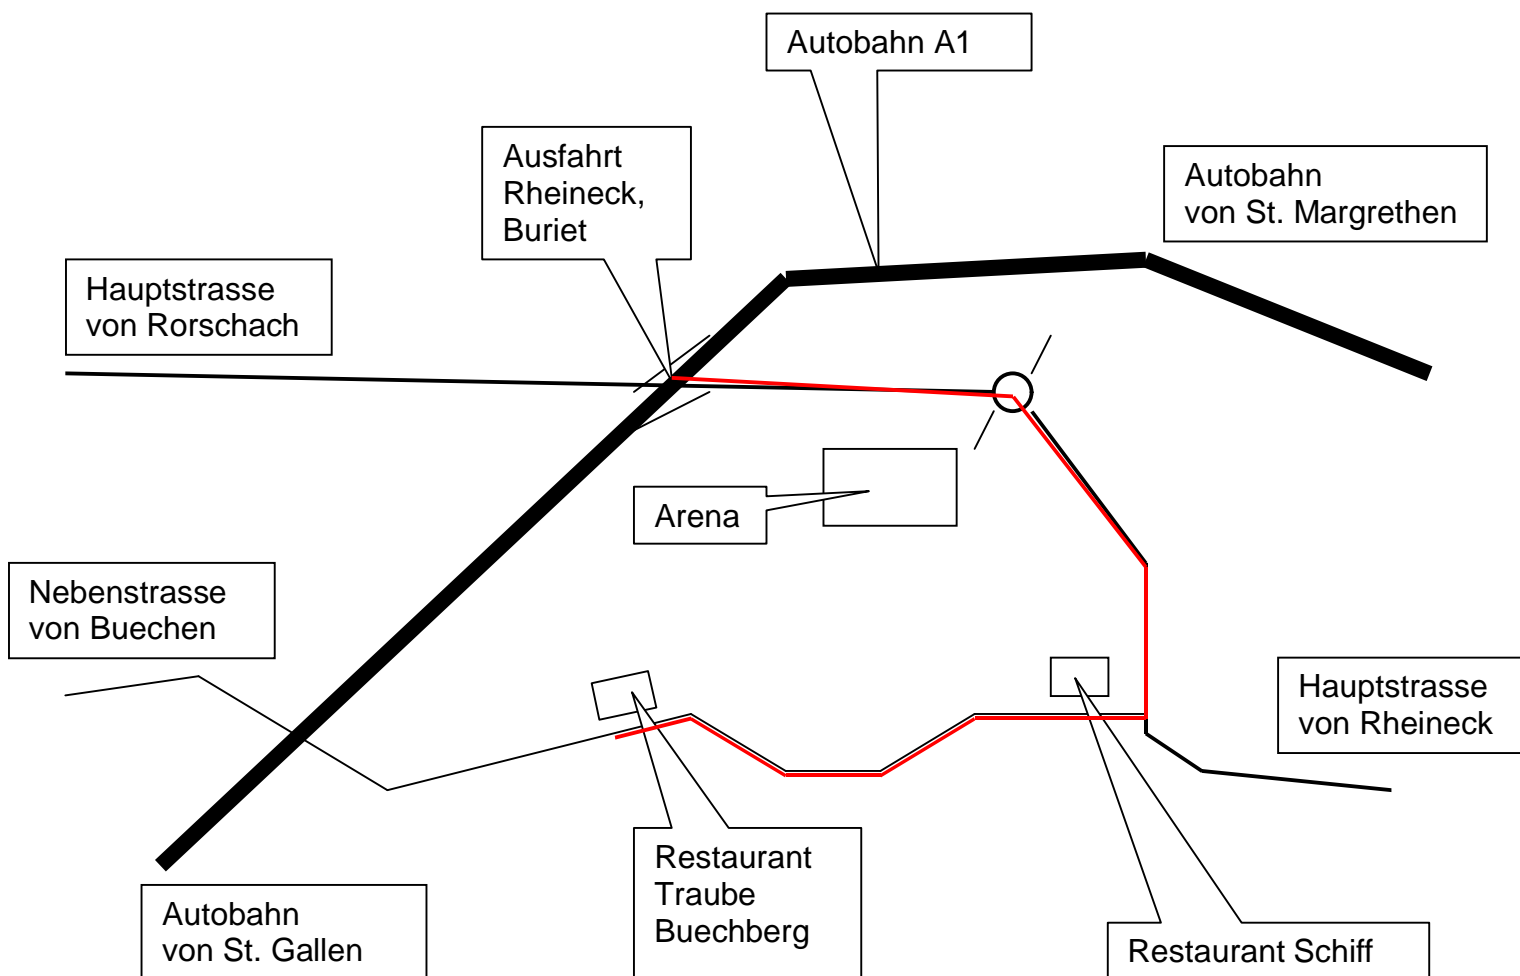 Autobahn A1
Ausfahrt
Rheineck,
Buriet
Autobahn
von St. Margrethen
Hauptstrasse
von Rorschach
Arena
Nebenstrasse
von Buechen
Hauptstrasse
von Rheineck
Restaurant
Traube
Buechberg
Autobahn
von St. Gallen
Restaurant Schiff